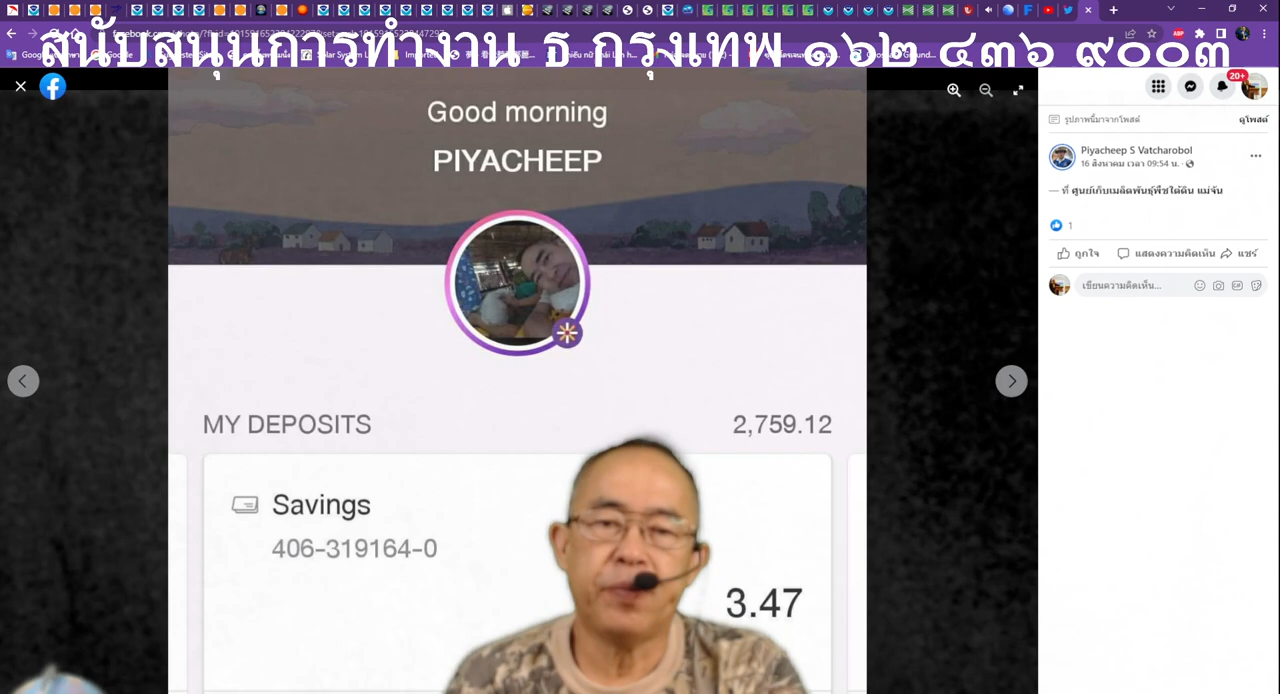 สนับสนุนการทำงาน ธ กรุงเทพ ๑๖๒ ๔๓๖ ๙๐๐๓
Good morning
PIYACHEEP
MY DEPOSITS 2,759.12
Savings
406-319164-0
3.47
20+
รูปภาพนี้มาจากโพสต์ ดูโพสต์
Piyacheep S Vatcharobol
16 สิงหาคม เวลา 09:54 น. ·
— ที่ ศูนย์เก็บเมล็ดพันธุ์พืชใต้ดิน แม่จัน
1
ถูกใจ แสดงความคิดเห็น แชร์
เขียนความคิดเห็น...